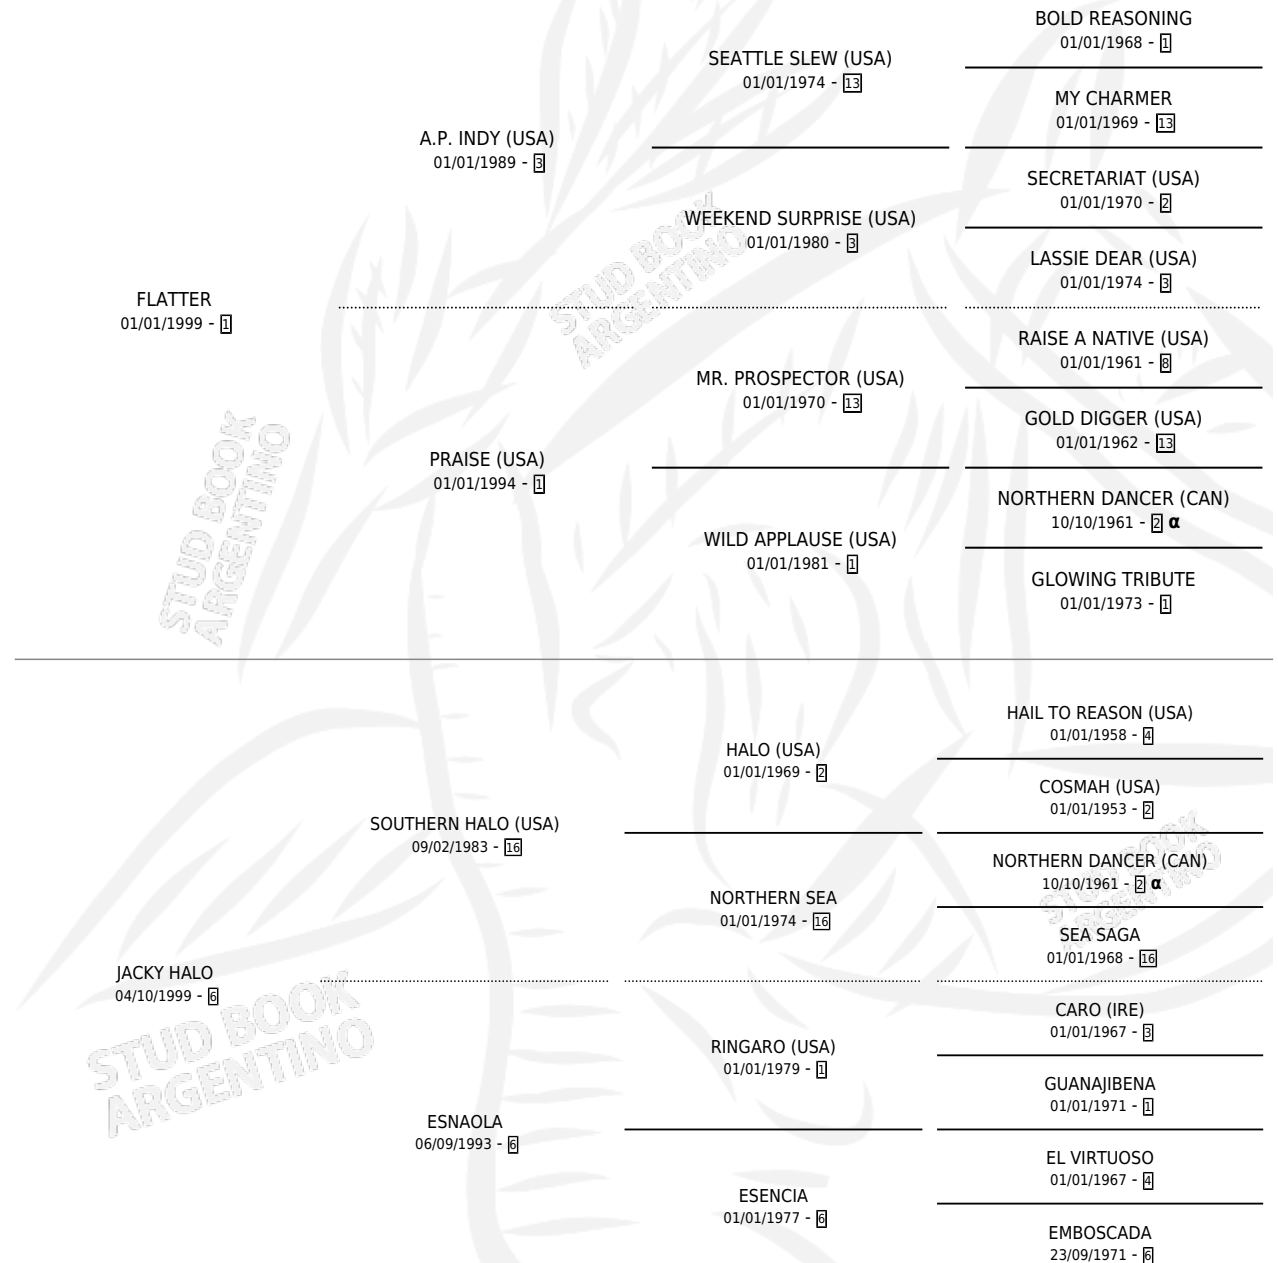 BOLD REASONING
01/01/1968 - 1
SEATTLE SLEW (USA)
01/01/1974 - 13
MY CHARMER
01/01/1969 - 13
A.P. INDY (USA)
01/01/1989 - 3
SECRETARIAT (USA)
01/01/1970 - 2
WEEKEND SURPRISE (USA)
01/01/1980 - 3
LASSIE DEAR (USA)
01/01/1974 - 3
STUD BOOK
ARGENTINO
FLATTER
01/01/1999 - 1
RAISE A NATIVE (USA)
01/01/1961 - 8
MR. PROSPECTOR (USA)
01/01/1970 - 13
GOLD DIGGER (USA)
01/01/1962 - 13
PRAISE (USA)
01/01/1994 - 1
NORTHERN DANCER (CAN)
10/10/1961 - 2 α
WILD APPLAUSE (USA)
01/01/1981 - 1
GLOWING TRIBUTE
01/01/1973 - 1
STUD BOOK
ARGENTINO
HAIL TO REASON (USA)
01/01/1958 - 4
HALO (USA)
01/01/1969 - 2
COSMAH (USA)
01/01/1953 - 2
SOUTHERN HALO (USA)
09/02/1983 - 16
NORTHERN DANCER (CAN)
10/10/1961 - 2 α
NORTHERN SEA
01/01/1974 - 16
SEA SAGA
01/01/1968 - 16
STUD BOOK
ARGENTINO
JACKY HALO
04/10/1999 - 6
CARO (IRE)
01/01/1967 - 3
RINGARO (USA)
01/01/1979 - 1
GUANAJIBENA
01/01/1971 - 1
ESNAOLA
06/09/1993 - 6
EL VIRTUOSO
01/01/1967 - 4
ESENCIA
01/01/1977 - 6
EMBOSCADA
23/09/1971 - 6
STUD BOOK
ARGENTINO